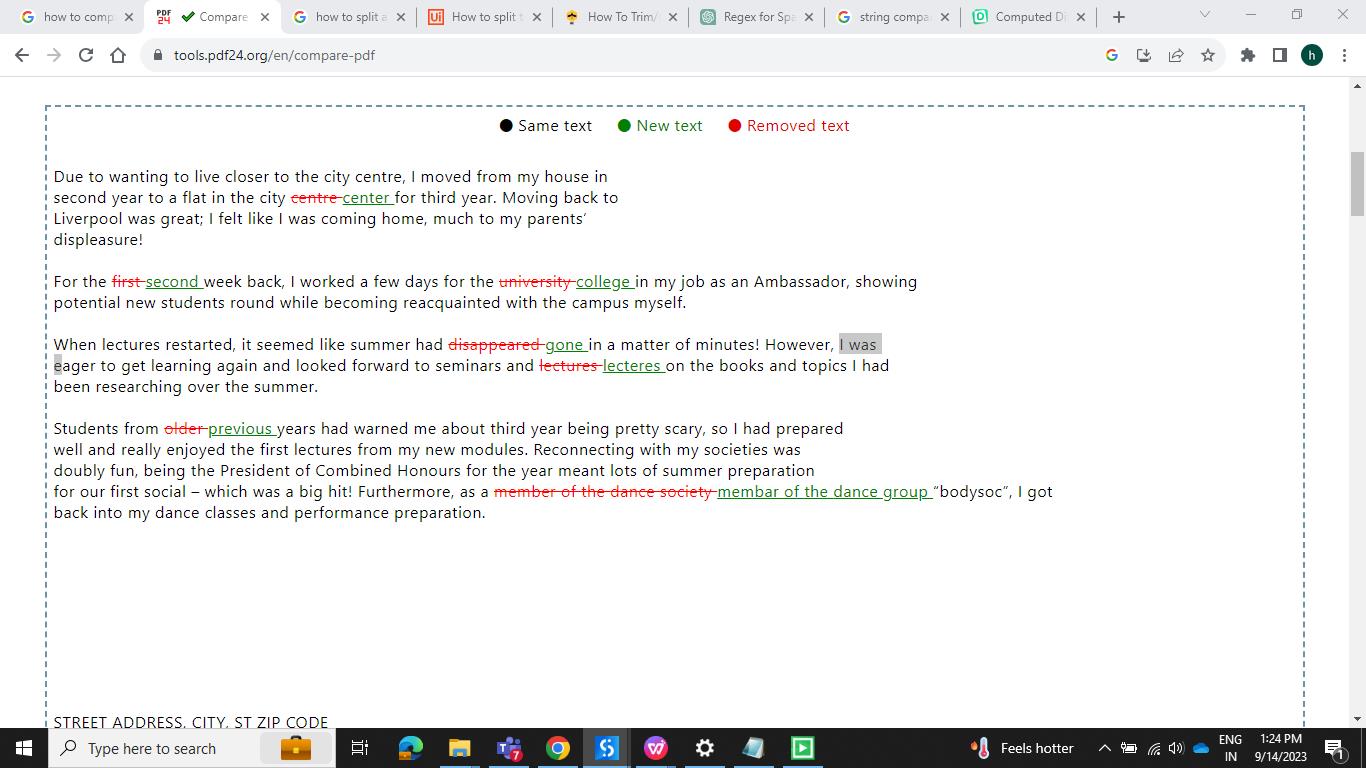 how to comp
PDF 24 Compare
how to split a
How to split t
How To Trim/
Regex for Spa
string compa
Computed Di
tools.pdf24.org/en/compare-pdf
h
Same text New text Removed text
Due to wanting to live closer to the city centre, I moved from my house in
second year to a flat in the city centre center for third year. Moving back to
Liverpool was great; I felt like I was coming home, much to my parents’
displeasure!
For the first second week back, I worked a few days for the university college in my job as an Ambassador, showing
potential new students round while becoming reacquainted with the campus myself.
When lectures restarted, it seemed like summer had disappeared gone in a matter of minutes! However, I was
eager to get learning again and looked forward to seminars and lectures lecteres on the books and topics I had
been researching over the summer.
Students from older previous years had warned me about third year being pretty scary, so I had prepared
well and really enjoyed the first lectures from my new modules. Reconnecting with my societies was
doubly fun, being the President of Combined Honours for the year meant lots of summer preparation
for our first social – which was a big hit! Furthermore, as a member of the dance society membar of the dance group “bodysoc”, I got
back into my dance classes and performance preparation.
STREET ADDRESS, CITY, ST ZIP CODE
Type here to search
7
Feels hotter
ENG
IN
1:24 PM
9/14/2023
1